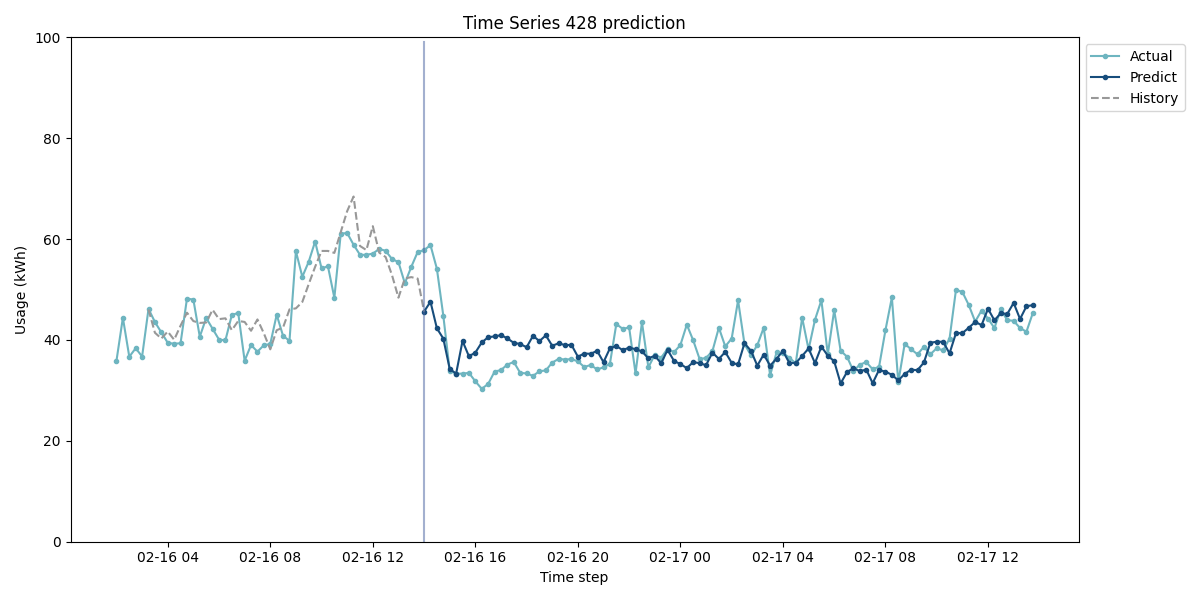 Time Series 428 prediction
100
80
60
40
20
0
Usage (kWh)
02-16 04
02-16 08
02-16 12
02-16 16
02-16 20
02-17 00
02-17 04
02-17 08
02-17 12
Time step
Actual
Predict
History